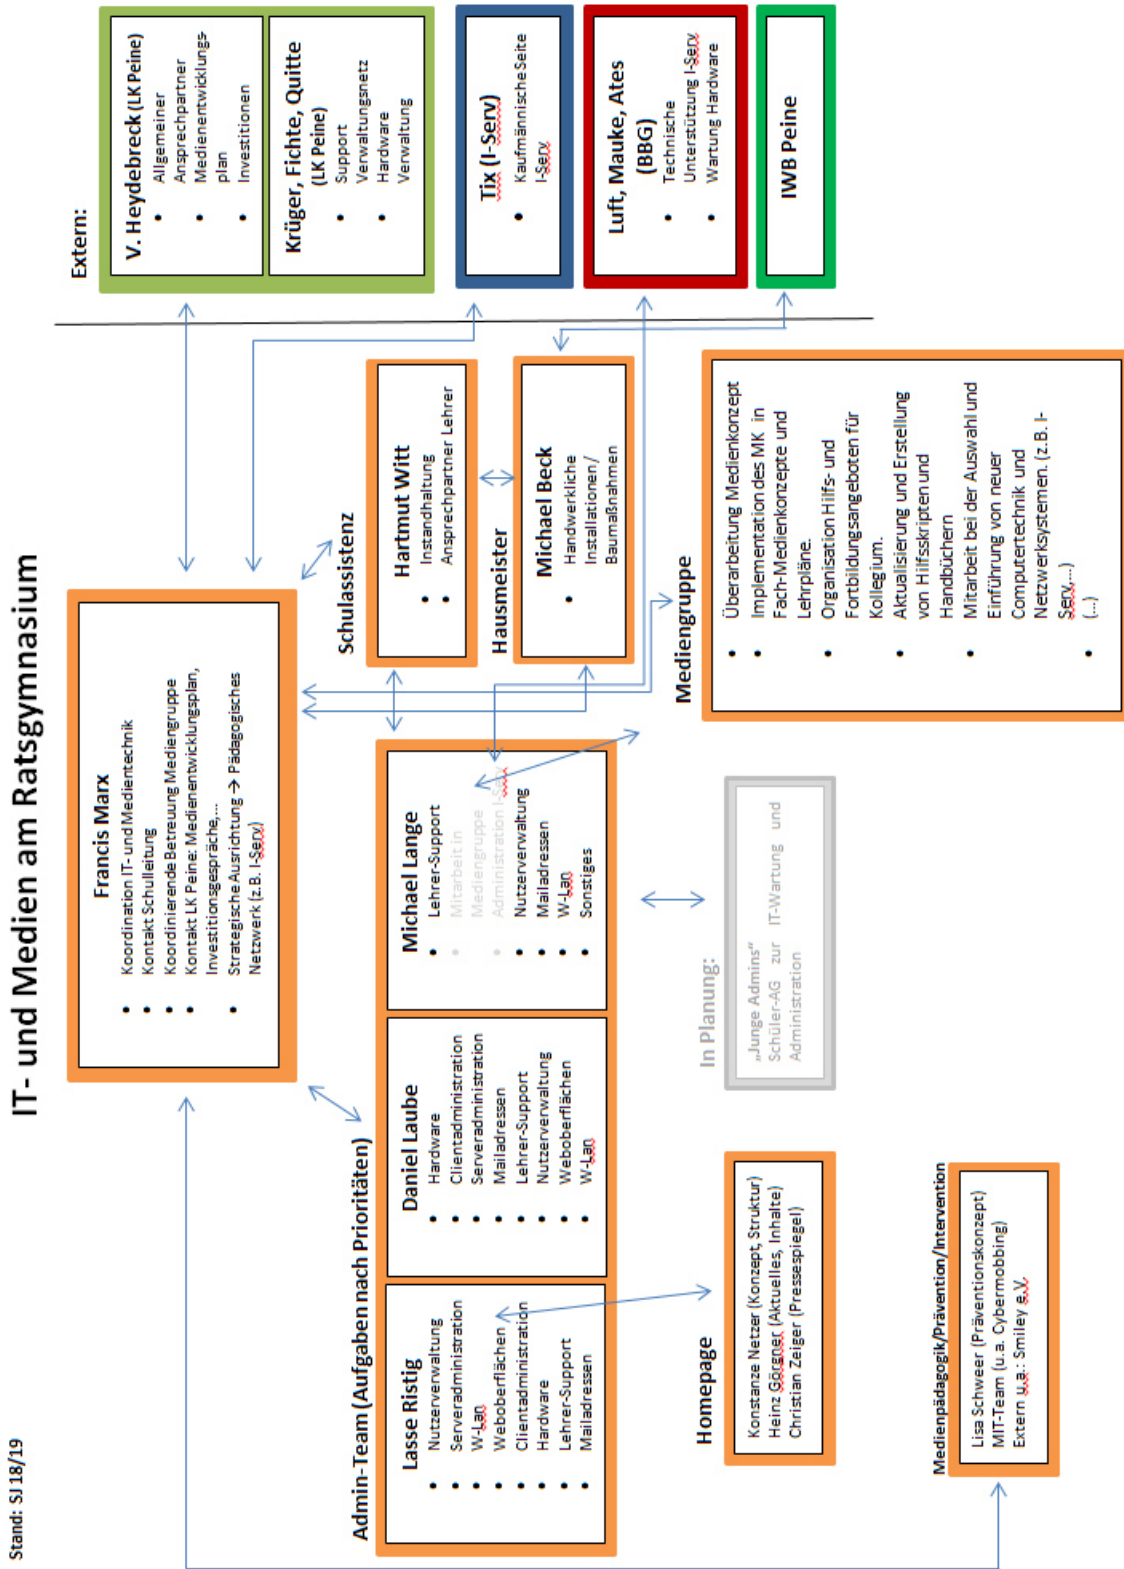 Stand: SJ 18/19
IT- und Medien am Ratsgymnasium
Francis Marx
• Koordination IT- und Medientechnik
• Kontakt Schulleitung
• Koordinierende Betreuung Mediengruppe
• Kontakt LK Peine: Medienentwicklungsplan,
Investitionsgespräche,...
• Strategische Ausrichtung → Pädagogisches
Netzwerk (z.B. I-Serv)
Extern:
V. Heydebreck (LK Peine)
• Allgemeiner
Ansprechpartner
• Medienentwicklungs-
plan
• Investitionen
Krüger, Fichte, Quitte
(LK Peine)
• Support
Verwaltungsnetz
• Hardware
Verwaltung
Tix (I-Serv)
• Kaufmännische Seite
I-Serv
Luft, Mauke, Ates
(BBG)
• Technische
Unterstützung I-Serv
• Wartung Hardware
IWB Peine
Schulassistenz
Hartmut Witt
• Instandhaltung
• Ansprechpartner Lehrer
Hausmeister
Michael Beck
• Handwerkliche
Installationen/
Baumaßnahmen
Admin-Team (Aufgaben nach Prioritäten)
Lasse Ristig
• Nutzerverwaltung
• Serveradministration
• W-Lan
• Weboberflächen
• Clientadministration
• Hardware
• Lehrer-Support
• Mailadressen
Daniel Laube
• Hardware
• Clientadministration
• Serveradministration
• Mailadressen
• Lehrer-Support
• Nutzerverwaltung
• Weboberflächen
• W-Lan
Michael Lange
• Lehrer-Support
• Mitarbeit in
Mediengruppe
• Administration I-Serv
• Nutzerverwaltung
• Mailadressen
• W-Lan
• Sonstiges
Mediengruppe
• Überarbeitung Medienkonzept
• Implementation des MK in
Fach-Medienkonzepte und
Lehrpläne.
• Organisation Hilfs- und
Fortbildungsangeboten für
Kollegium.
• Aktualisierung und Erstellung
von Hilfsskripten und
Handbüchern
• Mitarbeit bei der Auswahl und
Einführung von neuer
Computertechnik und
Netzwerksystemen. (z.B. I-
Serv,...)
• (...)
Homepage
Konstanze Netzer (Konzept, Struktur)
Heinz Görgner (Aktuelles, Inhalte)
Christian Zeiger (Pressespiegel)
In Planung:
„Junge Admins“
Schüler-AG zur IT-Wartung und
Administration
Medienpädagogik/Prävention/Intervention
Lisa Schweer (Präventionskonzept)
MIT-Team (u.a. Cybermobbing)
Extern u.a.: Smiley e.V.